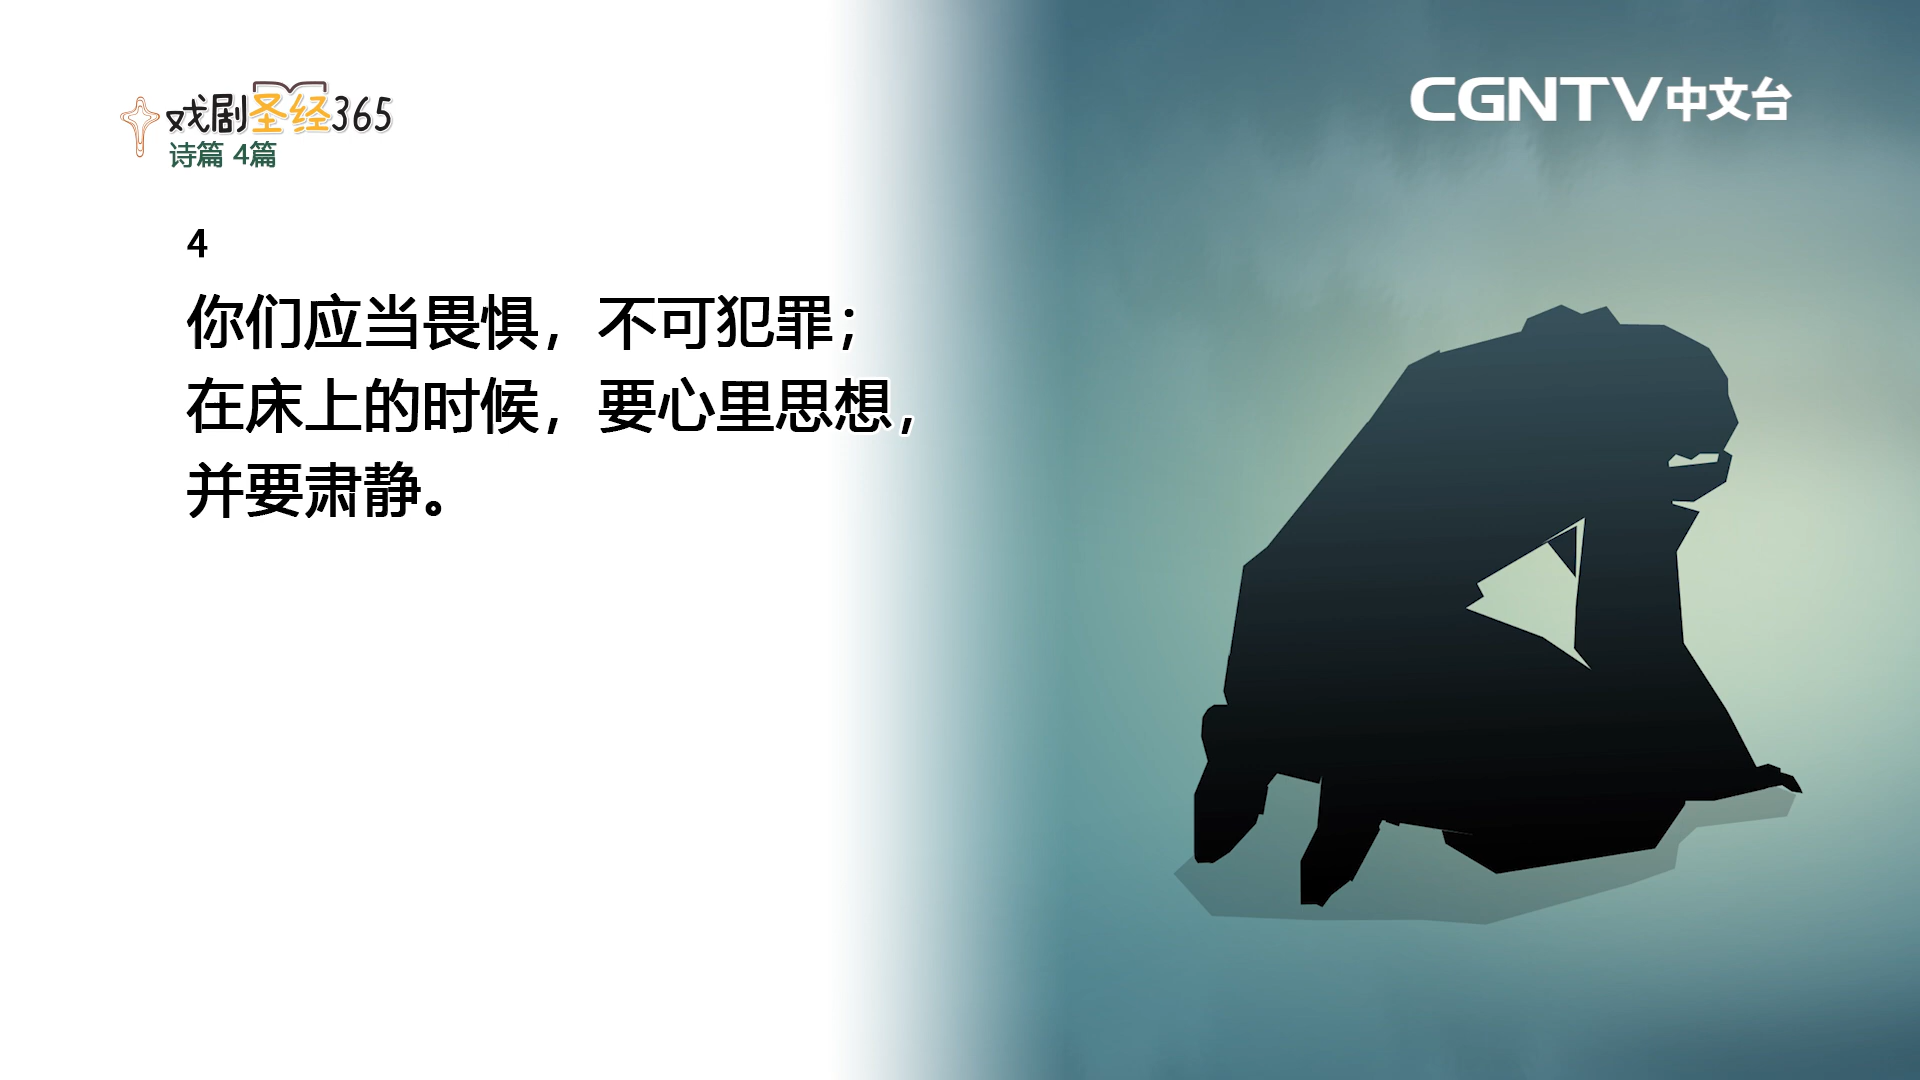 戏剧圣经365
诗篇 4篇
CGNTV中文台
4
你们应当畏惧，不可犯罪；
在床上的时候，要心里思想，
并要肃静。